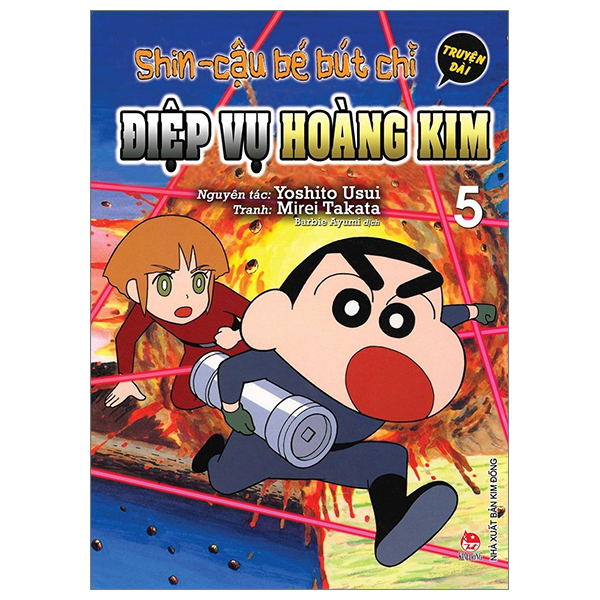 Shin-cậu bé bút chì
TRUYỆN
DÀI
ĐIỆP VỤ HOÀNG KIM
Nguyên tác: Yoshito Usui
Tranh: Mirei Takata
Barbie Ayumi dịch
5
NHÀ XUẤT BẢN KIM ĐỒNG